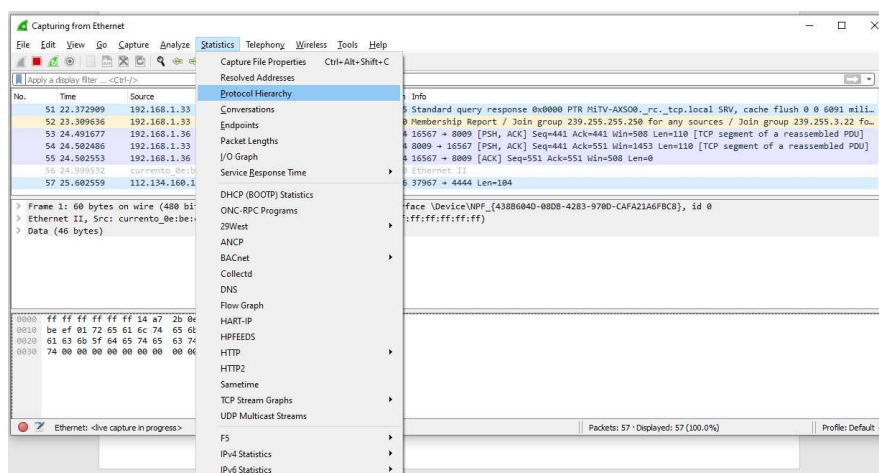 Capturing from Ethernet
File Edit View Go Capture Analyze Statistics Telephony Wireless Tools Help
Apply a display filter ... <Ctrl-/>
Capture File Properties Ctrl+Alt+Shift+C
Resolved Addresses
Protocol Hierarchy
Conversations
Endpoints
Packet Lengths
I/O Graph
Service Response Time
DHCP (BOOTP) Statistics
ONC-RPC Programs
29West
ANCP
BACnet
Collectd
DNS
Flow Graph
HART-IP
HPFEEDS
HTTP
HTTP2
Sametime
TCP Stream Graphs
UDP Multicast Streams
F5
IPv4 Statistics
IPv6 Statistics
No. Time Source Info
51 22.372909 192.168.1.33 Standard query response 0x0000 PTR MiTV-AXSO0._rc._tcp.local SRV, cache flush 0 0 6091 mili...
52 23.309636 192.168.1.33 Membership Report / Join group 239.255.255.250 for any sources / Join group 239.255.3.22 fo...
53 24.491677 192.168.1.36 16567 → 8009 [PSH, ACK] Seq=441 Ack=441 Win=508 Len=110 [TCP segment of a reassembled PDU]
54 24.502486 192.168.1.33 8009 → 16567 [PSH, ACK] Seq=441 Ack=551 Win=1453 Len=110 [TCP segment of a reassembled PDU]
55 24.502553 192.168.1.36 16567 → 8009 [ACK] Seq=551 Ack=551 Win=508 Len=0
56 24.999532 currento_0e:b Ethernet II
57 25.602559 112.134.160.1 37967 → 4444 Len=104
Frame 1: 60 bytes on wire (480 bi rface \Device\NPF_{438B604D-08DB-4283-970D-CAFA21A6FBC8}, id 0
Ethernet II, Src: currento_0e:be: f:ff:ff:ff:ff:ff)
Data (46 bytes)
0000 ff ff ff ff ff ff 14 a7 2b 0e
0010 be ef 01 72 65 61 6c 74 65 6b
0020 61 63 6b 5f 64 65 74 65 63 74
0030 74 00 00 00 00 00 00 00 00 00
Ethernet: <live capture in progress> Packets: 57 · Displayed: 57 (100.0%) Profile: Default